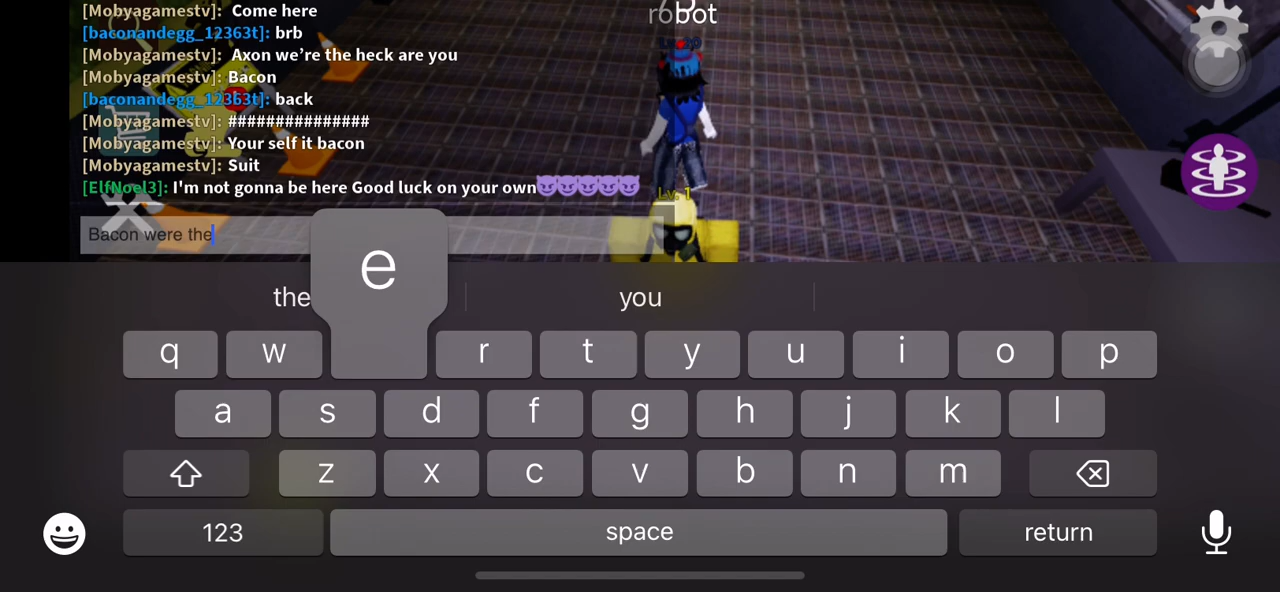 [Mobyagamestv]: Come here
robot
[baconandegg_12363t]: brb
[Mobyagamestv]: Axon we’re the heck are you
[Mobyagamestv]: Bacon
[baconandegg_12363t]: back
[Mobyagamestv]: ###############
[Mobyagamestv]: Your self it bacon
[Mobyagamestv]: Suit
[ElfNoel3]: I'm not gonna be here Good luck on your own😈😈😈😈😈
Lv. 1
Bacon were the
e
the you
q w r t y u i o p
a s d f g h j k l
z x c v b n m
123 space return